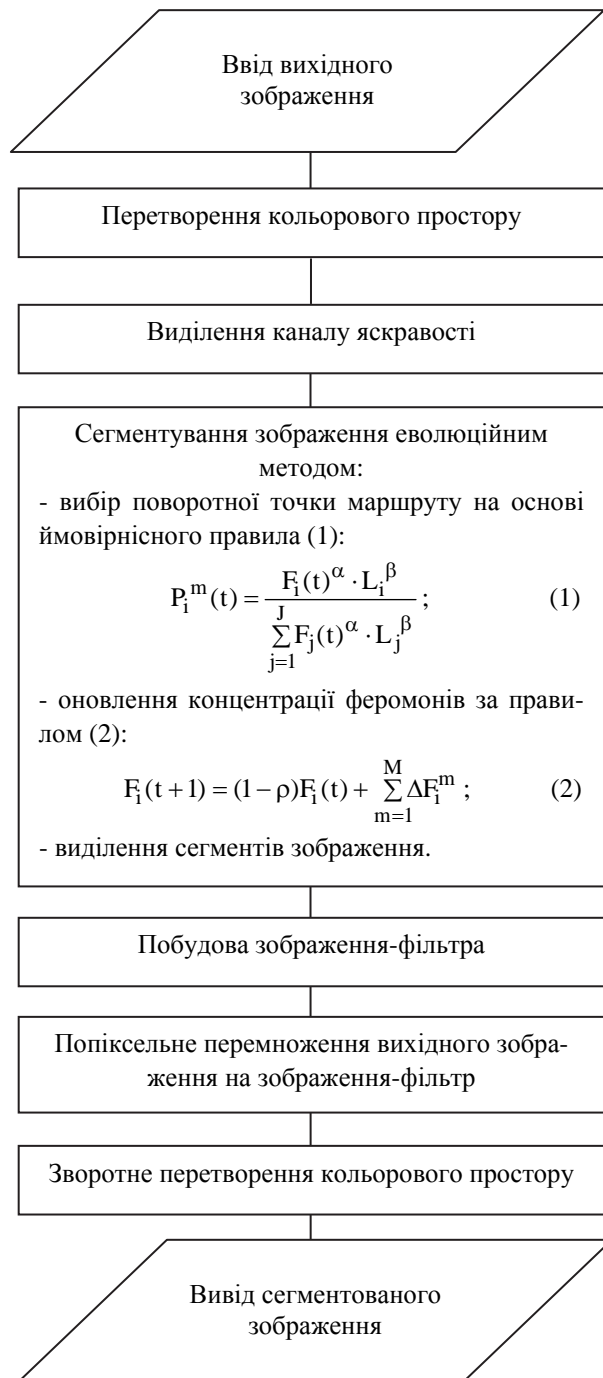 Ввід вихідного
зображення
Перетворення кольорового простору
Виділення каналу яскравості
Сегментування зображення еволюційним
методом:
- вибір поворотної точки маршруту на основі
ймовірнісного правила (1):
P_i^m(t) = \frac{F_i(t)^α · L_i^β}{\sum_{j=1}^{J} F_j(t)^α · L_j^β} ; (1)
- оновлення концентрації феромонів за прави-
лом (2):
F_i(t+1) = (1−ρ)F_i(t) + \sum_{m=1}^{M} ΔF_i^m ; (2)
- виділення сегментів зображення.
Побудова зображення-фільтра
Попіксельне перемноження вихідного зобра-
ження на зображення-фільтр
Зворотне перетворення кольорового простору
Вивід сегментованого
зображення